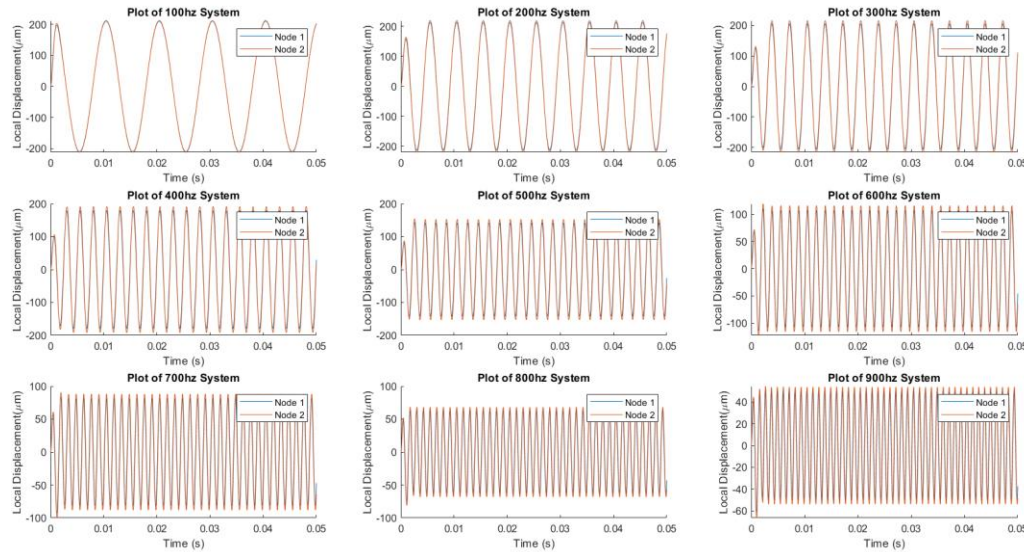 Plot of 100hz System
Local Displacement(μm)
200
100
0
-100
-200
0
0.01
0.02
0.03
0.04
0.05
Time (s)
Node 1
Node 2
Plot of 200hz System
Local Displacement(μm)
200
100
0
-100
-200
0
0.01
0.02
0.03
0.04
0.05
Time (s)
Node 1
Node 2
Plot of 300hz System
Local Displacement(μm)
200
100
0
-100
-200
0
0.01
0.02
0.03
0.04
0.05
Time (s)
Node 1
Node 2
Plot of 400hz System
Local Displacement(μm)
200
100
0
-100
-200
0
0.01
0.02
0.03
0.04
0.05
Time (s)
Node 1
Node 2
Plot of 500hz System
Local Displacement(μm)
200
100
0
-100
-200
0
0.01
0.02
0.03
0.04
0.05
Time (s)
Node 1
Node 2
Plot of 600hz System
Local Displacement(μm)
100
50
0
-50
-100
0
0.01
0.02
0.03
0.04
0.05
Time (s)
Node 1
Node 2
Plot of 700hz System
Local Displacement(μm)
100
50
0
-50
-100
0
0.01
0.02
0.03
0.04
0.05
Time (s)
Node 1
Node 2
Plot of 800hz System
Local Displacement(μm)
100
50
0
-50
-100
0
0.01
0.02
0.03
0.04
0.05
Time (s)
Node 1
Node 2
Plot of 900hz System
Local Displacement(μm)
40
20
0
-20
-40
-60
0
0.01
0.02
0.03
0.04
0.05
Time (s)
Node 1
Node 2